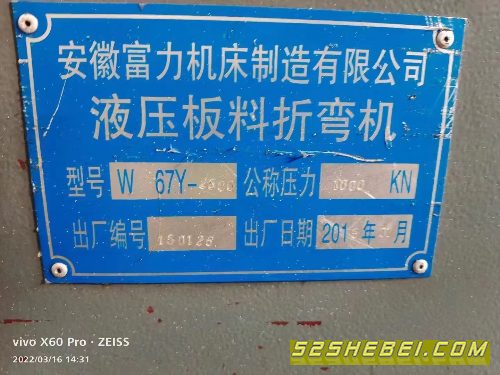 安徽富力机床制造有限公司
液压板料折弯机
型号 W 67Y- 公称压力 KN
出厂编号 150128 出厂日期 201 年 月
vivo X60 Pro · ZEISS
2022/03/16 14:31
52SHEBEI.COM